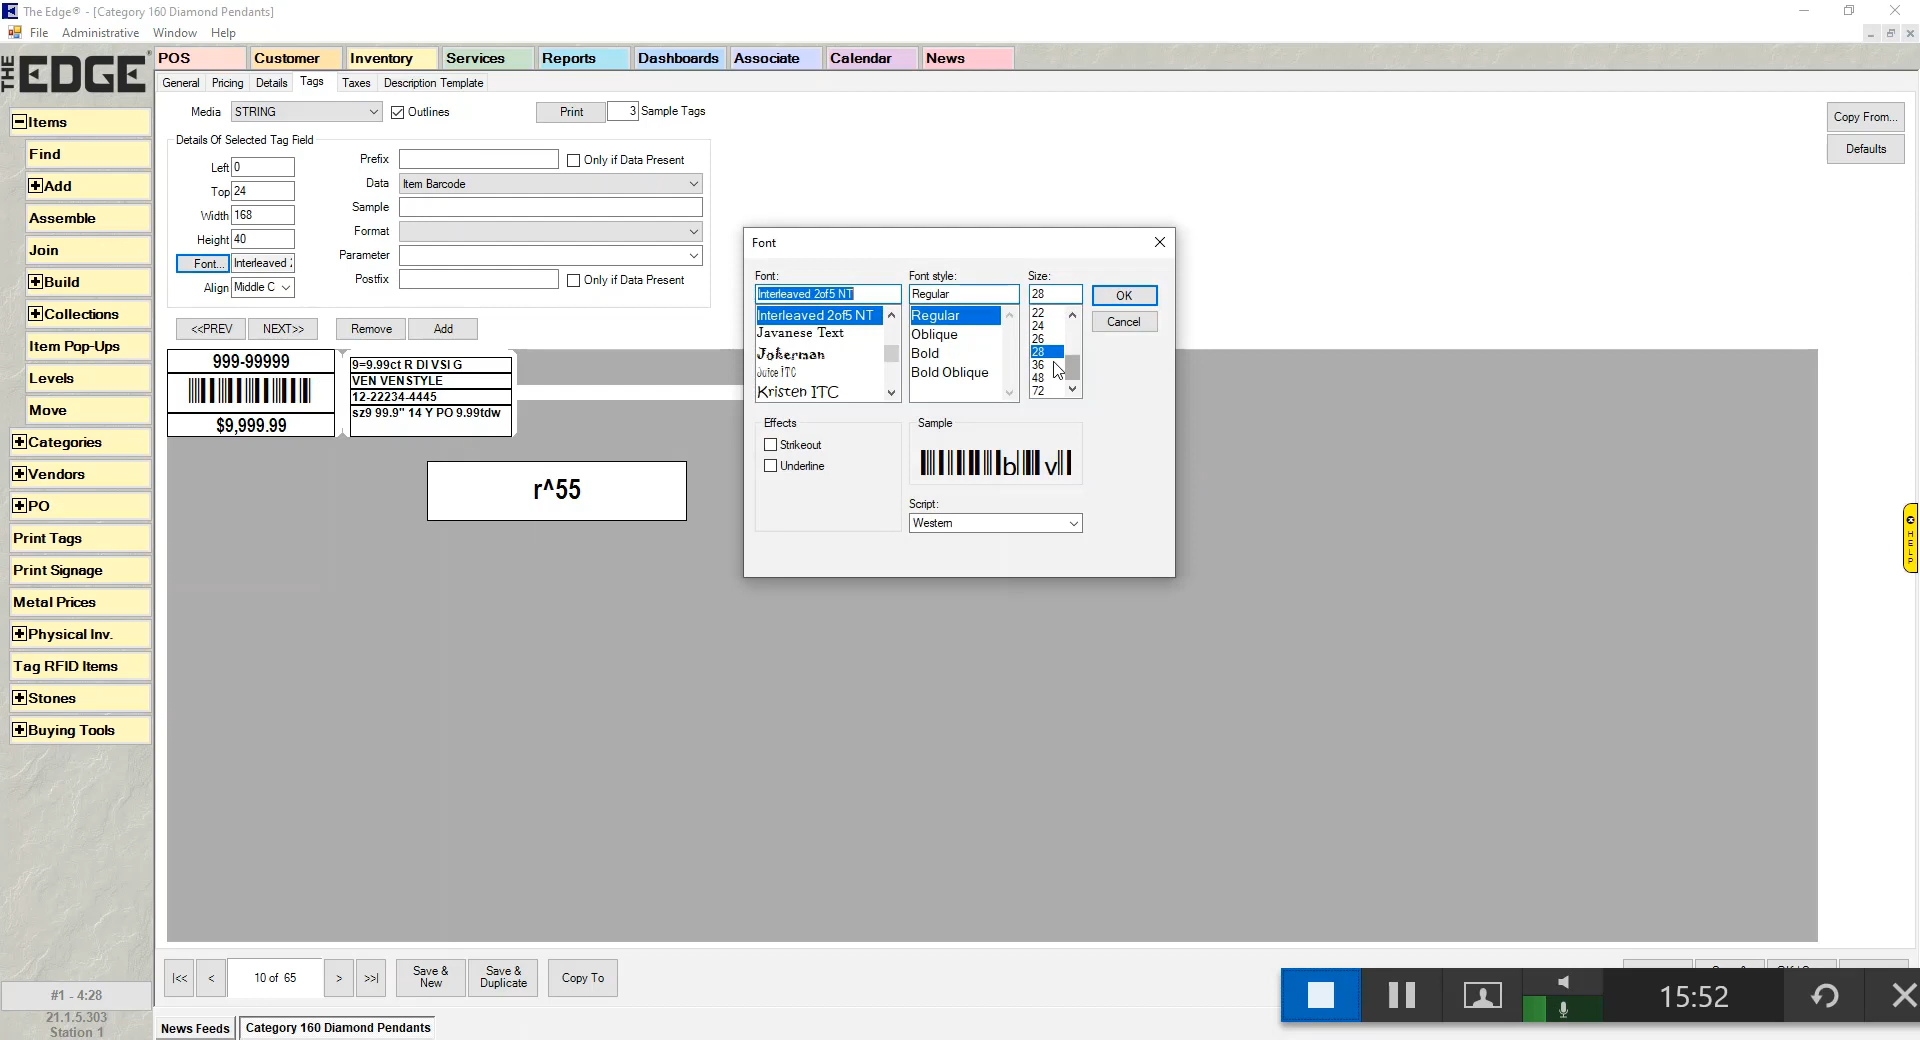 The Edge® - [Category 160 Diamond Pendants]
File Administrative Window Help
THE EDGE®
POS Customer Inventory Services Reports Dashboards Associate Calendar News
General Pricing Details Tags Taxes Description Template
Media STRING Outlines Print 3 Sample Tags
Copy From...
Defaults
Details Of Selected Tag Field
Left 0
Top 24
Width 168
Height 40
Font... Interleaved
Align Middle C
Prefix Only if Data Present
Data Item Barcode
Sample
Format
Parameter
Postfix Only if Data Present
<<PREV NEXT>> Remove Add
999-99999
$9,999.99
9=9.99ct R DI VSI G
VEN VENSTYLE
12-22234-4445
sz9 99.9" 14 Y PO 9.99tdw
r^55
Items
Find
Add
Assemble
Join
Build
Collections
Item Pop-Ups
Levels
Move
Categories
Vendors
PO
Print Tags
Print Signage
Metal Prices
Physical Inv.
Tag RFID Items
Stones
Buying Tools
Font
Font: Font style: Size:
Interleaved 2of5 NT Regular 28
OK
Cancel
Interleaved 2of5 NT
Javanese Text
Jokerman
Juice ITC
Kristen ITC
Regular
Oblique
Bold
Bold Oblique
22
24
26
28
36
48
72
Effects
Strikeout
Underline
Sample
Script:
Western
HELP
|<< < 10 of 65 > >>|
Save & New
Save & Duplicate
Copy To
#1 - 4:28
21.1.5.303
Station 1
News Feeds Category 160 Diamond Pendants
15:52